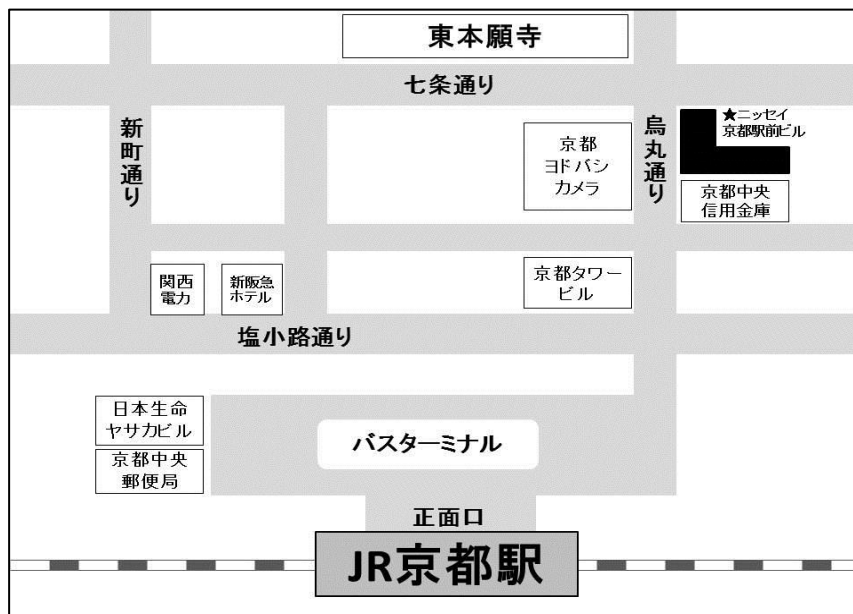 東本願寺
七条通り
新町通り
烏丸通り
★ニッセイ
京都駅前ビル
京都
ヨドバシ
カメラ
京都中央
信用金庫
関西
電力
新阪急
ホテル
京都タワー
ビル
塩小路通り
日本生命
ヤサカビル
京都中央
郵便局
バスターミナル
正面口
JR京都駅